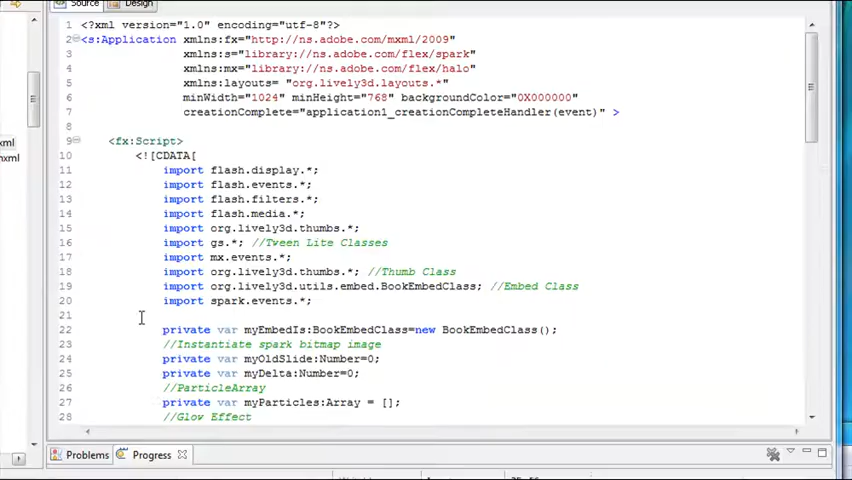 Source Design
1 <?xml version="1.0" encoding="utf-8"?>
2 <s:Application xmlns:fx="http://ns.adobe.com/mxml/2009"
3 xmlns:s="library://ns.adobe.com/flex/spark"
4 xmlns:mx="library://ns.adobe.com/flex/halo"
5 xmlns:layouts= "org.lively3d.layouts.*"
6 minWidth="1024" minHeight="768" backgroundColor="0X000000"
7 creationComplete="application1_creationCompleteHandler(event)" >
8
9 <fx:Script>
10 <![CDATA[
11 import flash.display.*;
12 import flash.events.*;
13 import flash.filters.*;
14 import flash.media.*;
15 import org.lively3d.thumbs.*;
16 import gs.*; //Tween Lite Classes
17 import mx.events.*;
18 import org.lively3d.thumbs.*; //Thumb Class
19 import org.lively3d.utils.embed.BookEmbedClass; //Embed Class
20 import spark.events.*;
21
22 private var myEmbedIs:BookEmbedClass=new BookEmbedClass();
23 //Instantiate spark bitmap image
24 private var myOldSlide:Number=0;
25 private var myDelta:Number=0;
26 //ParticleArray
27 private var myParticles:Array = [];
28 //Glow Effect
xml
mxml
Problems Progress